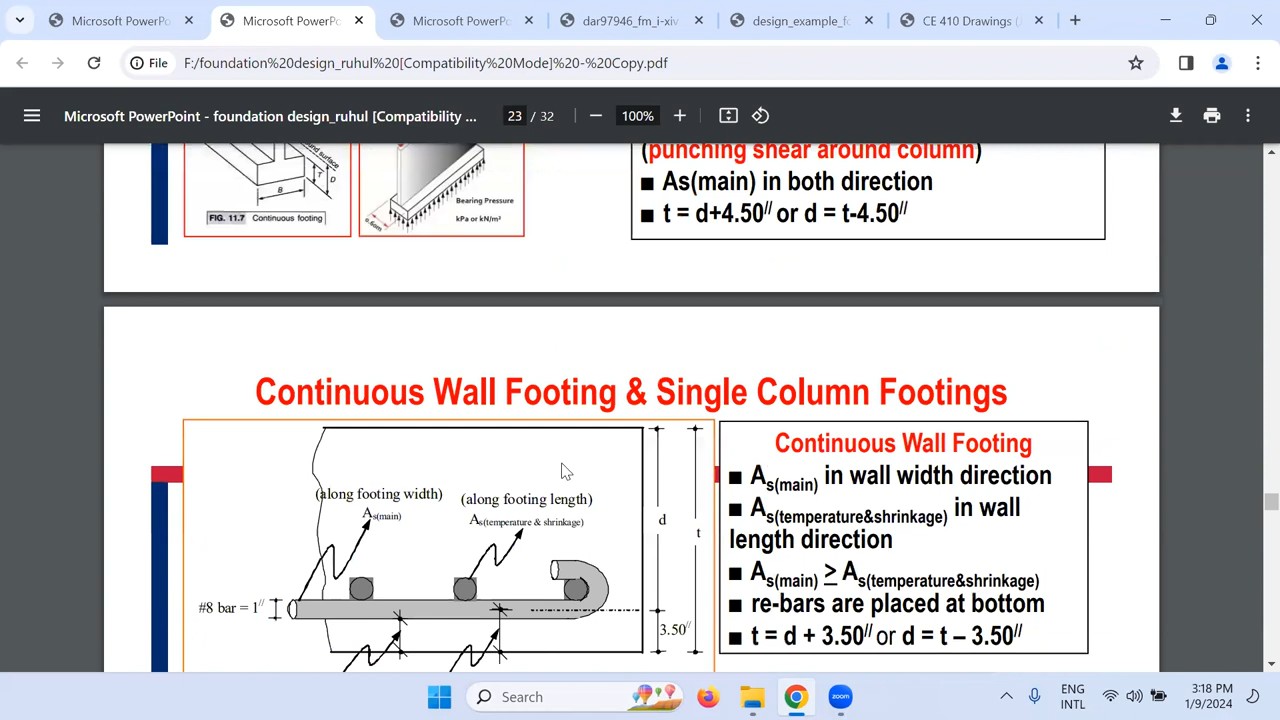 Microsoft PowerPo
Microsoft PowerPo
Microsoft PowerPo
dar97946_fm_i-xiv
design_example_fo
CE 410 Drawings (
File
F:/foundation%20design_ruhul%20[Compatibility%20Mode]%20-%20Copy.pdf
Microsoft PowerPoint - foundation design_ruhul [Compatibility ...
23 / 32
100%
(punching shear around column)
As(main) in both direction
t = d+4.50// or d = t-4.50//
B
T
D
FIG. 11.7 Continuous footing
Bearing Pressure
kPa or kN/m²
Continuous Wall Footing & Single Column Footings
(along footing width)
As(main)
(along footing length)
As(temperature & shrinkage)
d
t
#8 bar = 1//
3.50//
Continuous Wall Footing
As(main) in wall width direction
As(temperature&shrinkage) in wall
length direction
As(main) ≥ As(temperature&shrinkage)
re-bars are placed at bottom
t = d + 3.50// or d = t – 3.50//
Search
zoom
ENG
INTL
3:18 PM
1/9/2024